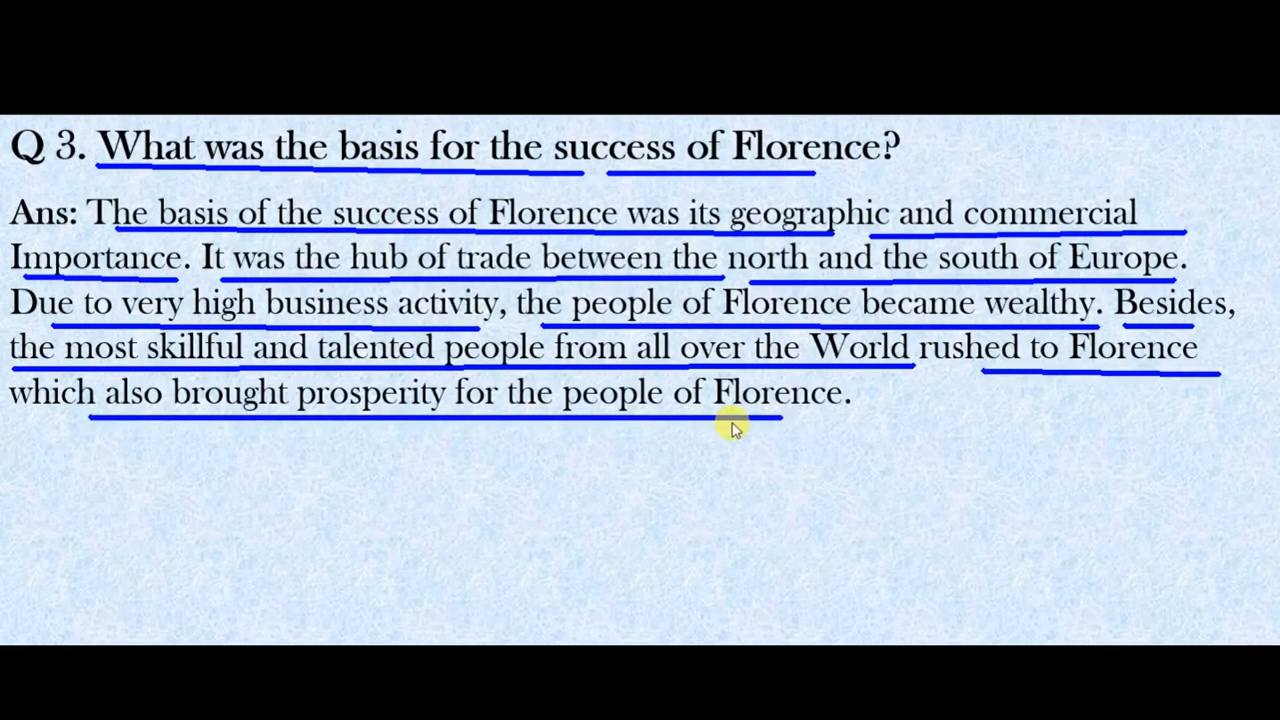 Q 3. What was the basis for the success of Florence?
Ans: The basis of the success of Florence was its geographic and commercial
Importance. It was the hub of trade between the north and the south of Europe.
Due to very high business activity, the people of Florence became wealthy. Besides,
the most skillful and talented people from all over the World rushed to Florence
which also brought prosperity for the people of Florence.